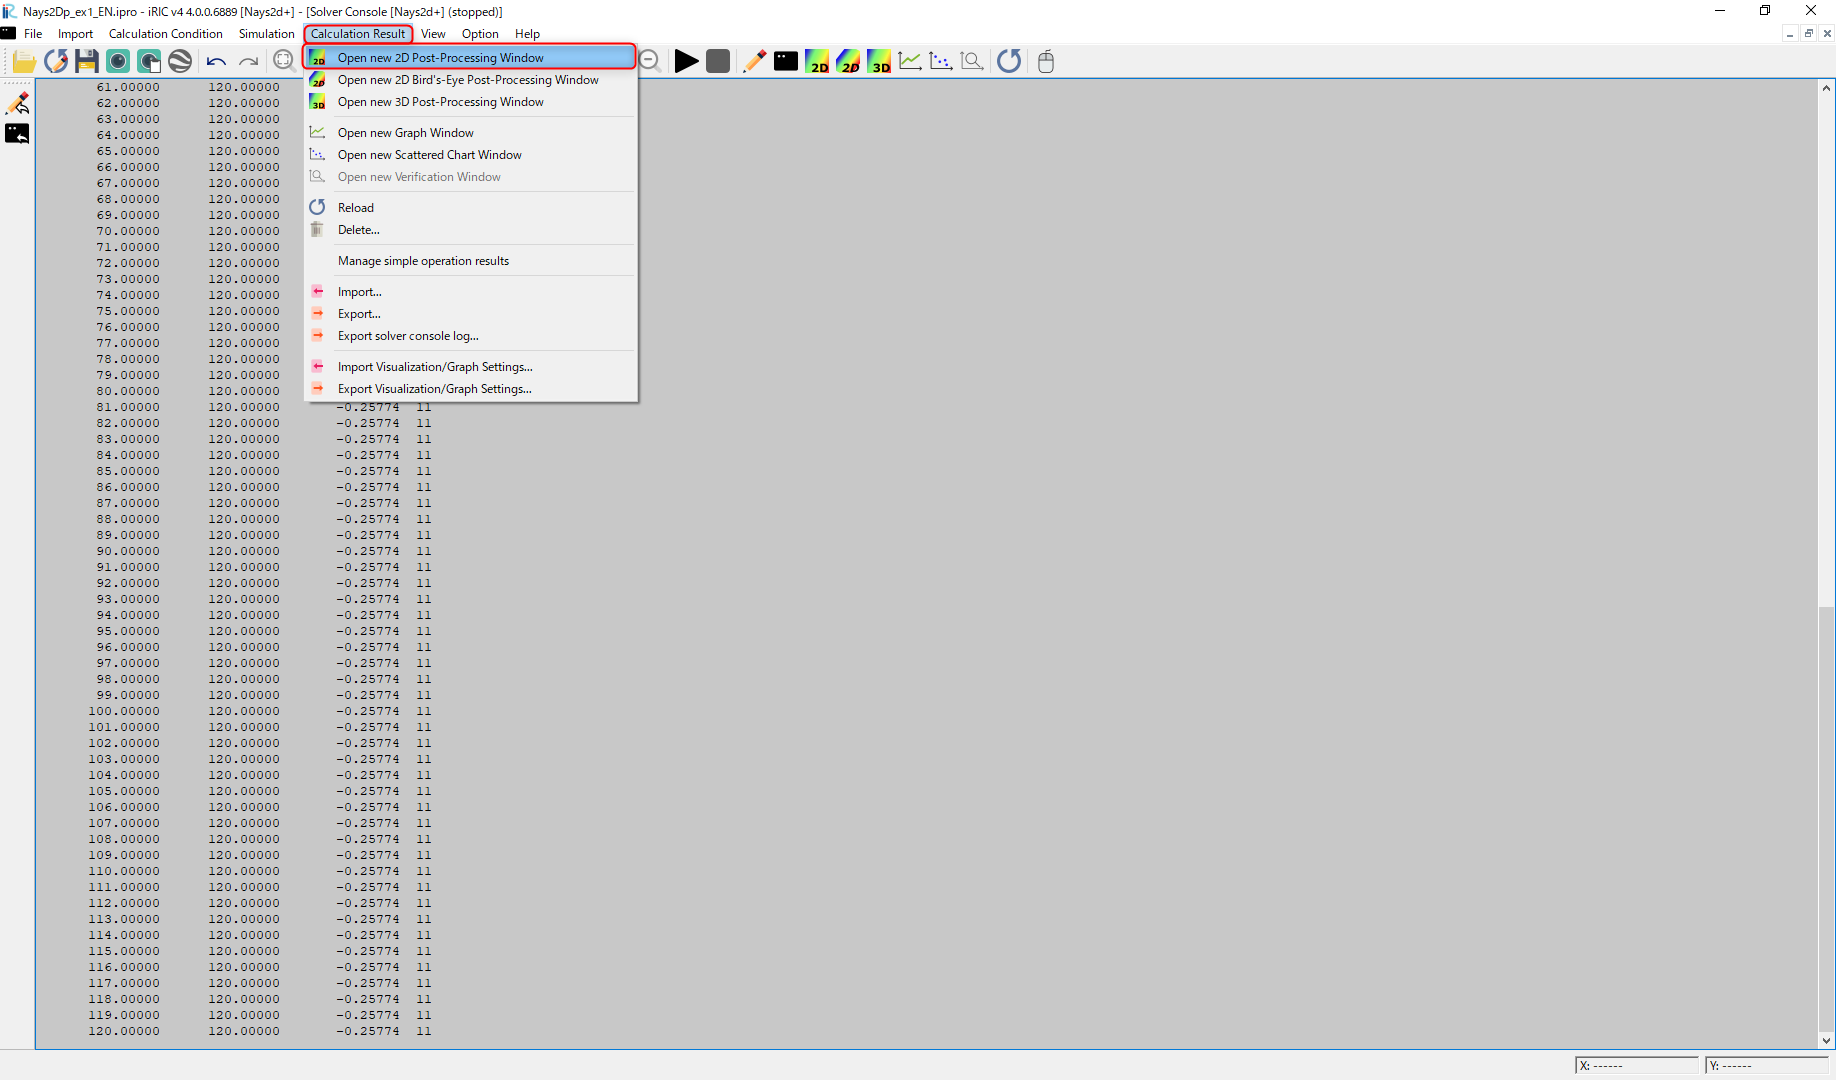 Nays2Dp_ex1_EN.ipro - iRIC v4 4.0.0.6889 [Nays2d+] - [Solver Console [Nays2d+] (stopped)]
File Import Calculation Condition Simulation Calculation Result View Option Help
2D 2D 3D
Open new 2D Post-Processing Window
Open new 2D Bird's-Eye Post-Processing Window
Open new 3D Post-Processing Window
Open new Graph Window
Open new Scattered Chart Window
Open new Verification Window
Reload
Delete...
Manage simple operation results
Import...
Export...
Export solver console log...
Import Visualization/Graph Settings...
Export Visualization/Graph Settings...
61.00000 120.00000
62.00000 120.00000
63.00000 120.00000
64.00000 120.00000
65.00000 120.00000
66.00000 120.00000
67.00000 120.00000
68.00000 120.00000
69.00000 120.00000
70.00000 120.00000
71.00000 120.00000
72.00000 120.00000
73.00000 120.00000
74.00000 120.00000
75.00000 120.00000
76.00000 120.00000
77.00000 120.00000
78.00000 120.00000
79.00000 120.00000
80.00000 120.00000
81.00000 120.00000 -0.25774 11
82.00000 120.00000 -0.25774 11
83.00000 120.00000 -0.25774 11
84.00000 120.00000 -0.25774 11
85.00000 120.00000 -0.25774 11
86.00000 120.00000 -0.25774 11
87.00000 120.00000 -0.25774 11
88.00000 120.00000 -0.25774 11
89.00000 120.00000 -0.25774 11
90.00000 120.00000 -0.25774 11
91.00000 120.00000 -0.25774 11
92.00000 120.00000 -0.25774 11
93.00000 120.00000 -0.25774 11
94.00000 120.00000 -0.25774 11
95.00000 120.00000 -0.25774 11
96.00000 120.00000 -0.25774 11
97.00000 120.00000 -0.25774 11
98.00000 120.00000 -0.25774 11
99.00000 120.00000 -0.25774 11
100.00000 120.00000 -0.25774 11
101.00000 120.00000 -0.25774 11
102.00000 120.00000 -0.25774 11
103.00000 120.00000 -0.25774 11
104.00000 120.00000 -0.25774 11
105.00000 120.00000 -0.25774 11
106.00000 120.00000 -0.25774 11
107.00000 120.00000 -0.25774 11
108.00000 120.00000 -0.25774 11
109.00000 120.00000 -0.25774 11
110.00000 120.00000 -0.25774 11
111.00000 120.00000 -0.25774 11
112.00000 120.00000 -0.25774 11
113.00000 120.00000 -0.25774 11
114.00000 120.00000 -0.25774 11
115.00000 120.00000 -0.25774 11
116.00000 120.00000 -0.25774 11
117.00000 120.00000 -0.25774 11
118.00000 120.00000 -0.25774 11
119.00000 120.00000 -0.25774 11
120.00000 120.00000 -0.25774 11
X: ------ Y: ------